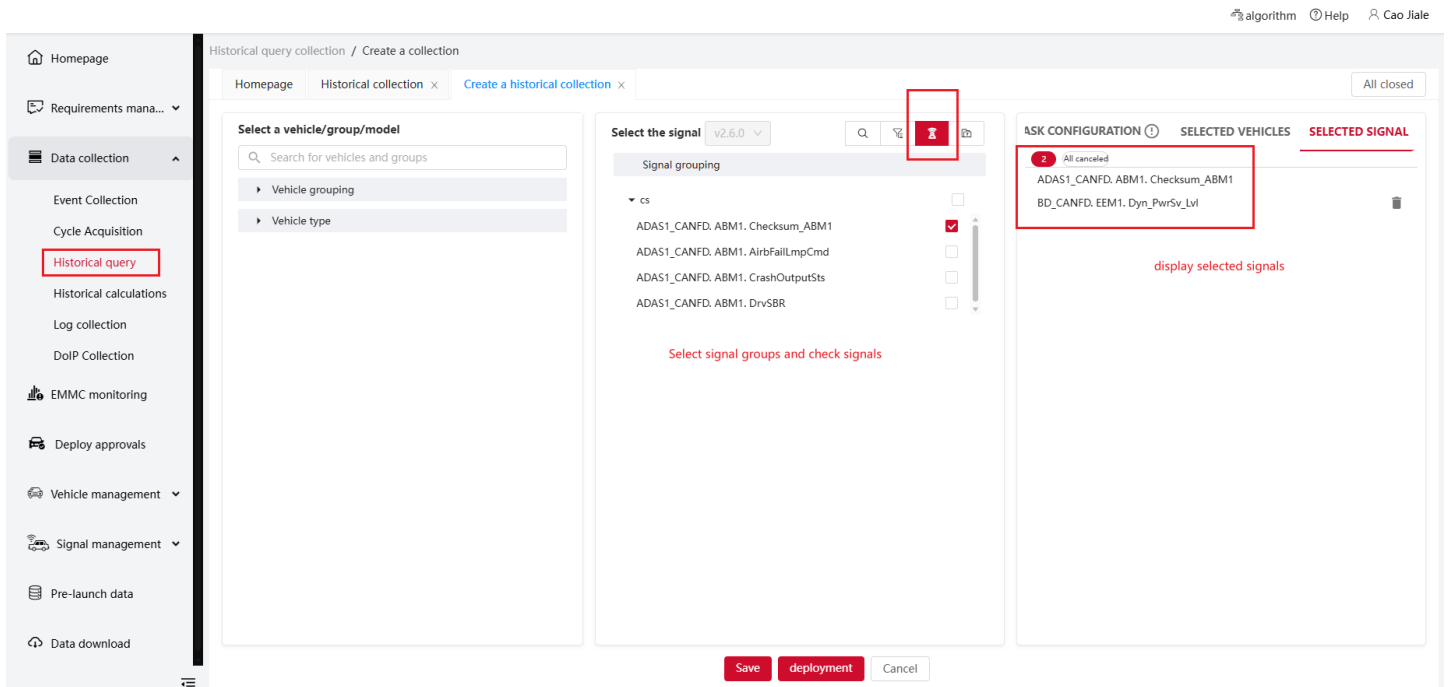 algorithm Help Cao Jiale
Homepage
Requirements mana...
Data collection
Event Collection
Cycle Acquisition
Historical query
Historical calculations
Log collection
DoIP Collection
EMMC monitoring
Deploy approvals
Vehicle management
Signal management
Pre-launch data
Data download
Historical query collection / Create a collection
Homepage Historical collection × Create a historical collection × All closed
Select a vehicle/group/model
Search for vehicles and groups
Vehicle grouping
Vehicle type
Select the signal v2.6.0
Signal grouping
cs
ADAS1_CANFD. ABM1. Checksum_ABM1
ADAS1_CANFD. ABM1. AirbFailLmpCmd
ADAS1_CANFD. ABM1. CrashOutputSts
ADAS1_CANFD. ABM1. DrvSBR
Select signal groups and check signals
ASK CONFIGURATION SELECTED VEHICLES SELECTED SIGNAL
2 All canceled
ADAS1_CANFD. ABM1. Checksum_ABM1
BD_CANFD. EEM1. Dyn_PwrSv_Lvl
display selected signals
Save deployment Cancel